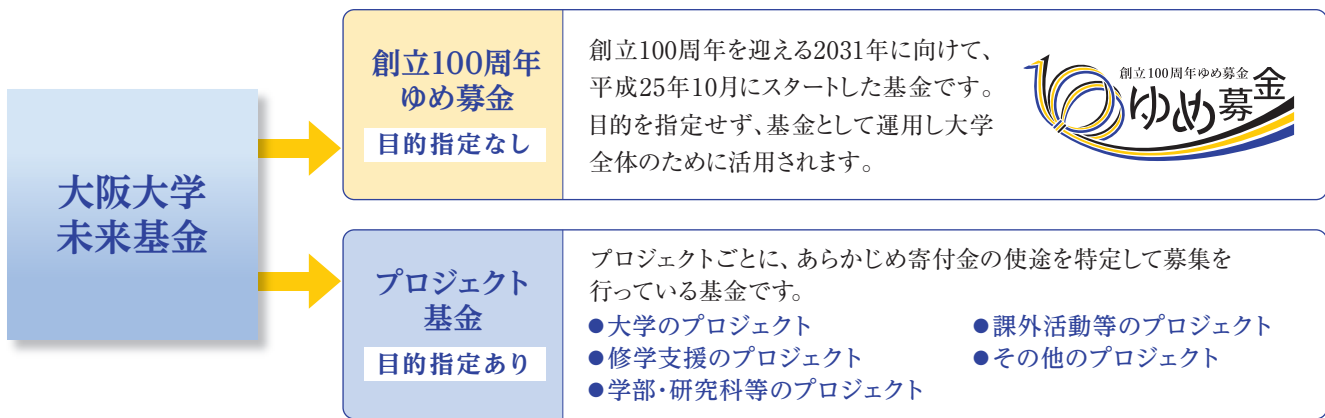 大阪大学
未来基金
創立100周年
ゆめ募金
目的指定なし
創立100周年を迎える2031年に向けて、
平成25年10月にスタートした基金です。
目的を指定せず、基金として運用し大学
全体のために活用されます。
創立100周年ゆめ募金
ゆめ募金
プロジェクト
基金
目的指定あり
プロジェクトごとに、あらかじめ寄付金の使途を特定して募集を
行っている基金です。
●大学のプロジェクト
●修学支援のプロジェクト
●学部・研究科等のプロジェクト
●課外活動等のプロジェクト
●その他のプロジェクト